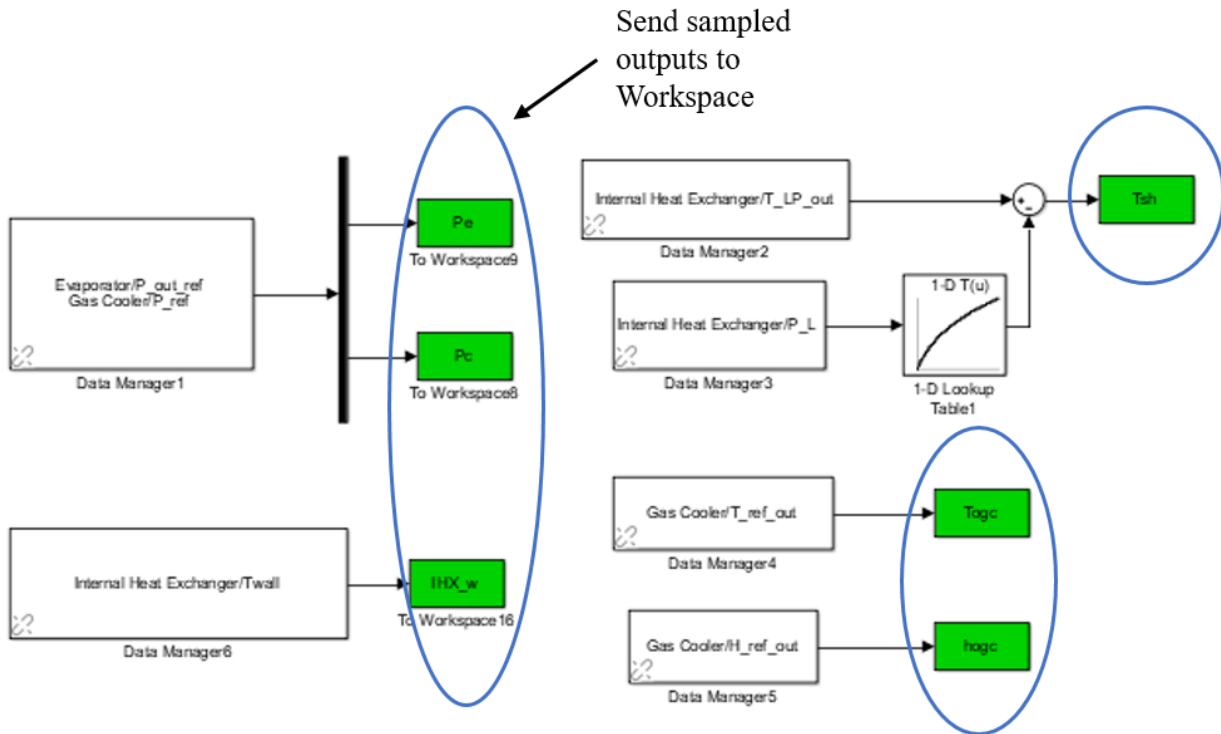 Send sampled
outputs to
Workspace
Evaporator/P_out_ref
Gas Cooler/P_ref
Data Manager1
Pe
To Workspace9
Pc
To Workspace8
Internal Heat Exchanger/Twall
Data Manager6
IHX_w
To Workspace16
Internal Heat Exchanger/T_LP_out
Data Manager2
+
-
Tsh
Internal Heat Exchanger/P_L
Data Manager3
1-D T(u)
1-D Lookup
Table1
Gas Cooler/T_ref_out
Data Manager4
Togc
Gas Cooler/H_ref_out
Data Manager5
hogc